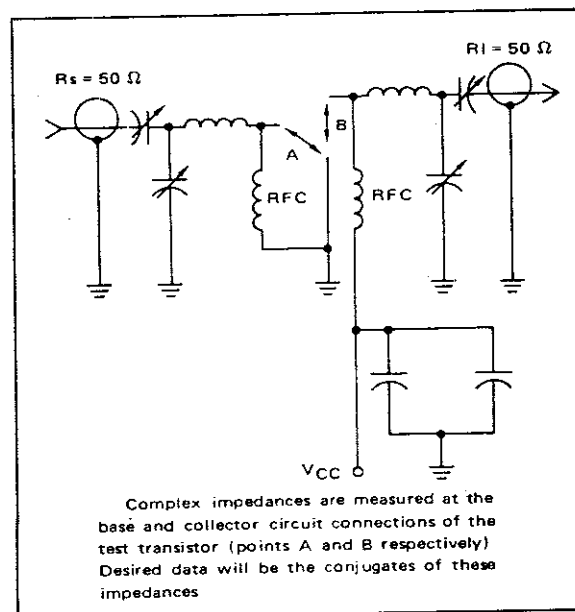 Rs = 50 Ω
Rl = 50 Ω
A
B
RFC
RFC
VCC
Complex impedances are measured at the
base and collector circuit connections of the
test transistor (points A and B respectively)
Desired data will be the conjugates of these
impedances